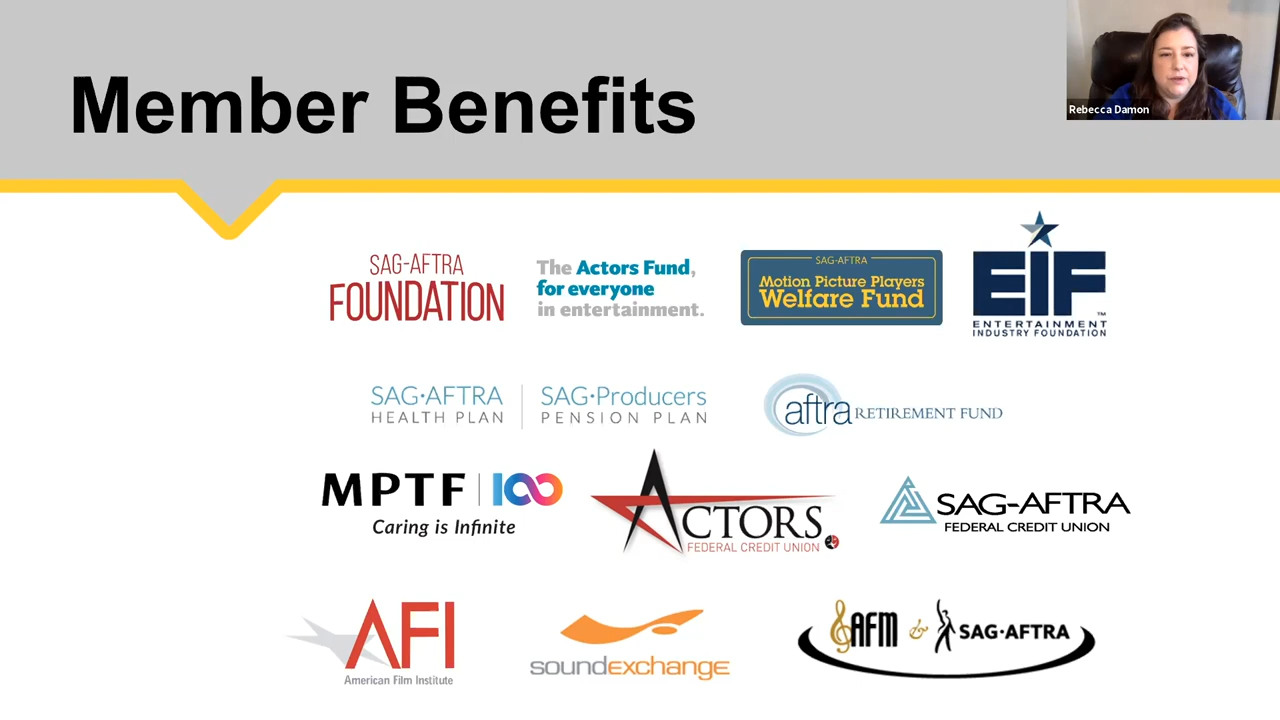 Member Benefits
Rebecca Damon
SAG-AFTRA
FOUNDATION
The Actors Fund,
for everyone
in entertainment.
SAG-AFTRA
Motion Picture Players
Welfare Fund
EIF
™
ENTERTAINMENT
INDUSTRY FOUNDATION
SAG•AFTRA
HEALTH PLAN
SAG•Producers
PENSION PLAN
aftra RETIREMENT FUND
MPTF | 100
Caring is Infinite
ACTORS
FEDERAL CREDIT UNION
SAG-AFTRA
FEDERAL CREDIT UNION
AFI
American Film Institute
soundexchange
AFM & SAG•AFTRA